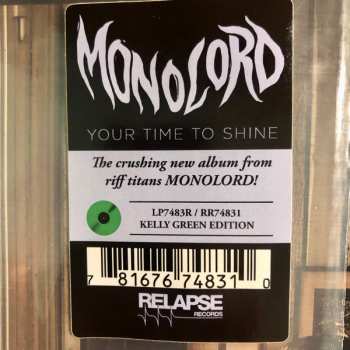 MONOLORD
YOUR TIME TO SHINE
The crushing new album from
riff titans MONOLORD!
LP7483R / RR74831
KELLY GREEN EDITION
7 81676 74831 0
RELAPSE
RECORDS